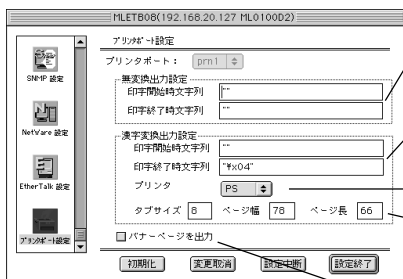 MLETB08(192.168.20.127 ML0100D2)
SNMP 設定
NetWare 設定
EtherTalk 設定
プリンタポート設定
プリンタポート設定
プリンタポート： prn1
無変換出力設定
印字開始時文字列 ""
印字終了時文字列 ""
漢字変換出力設定
印字開始時文字列 ""
印字終了時文字列 "¥x04"
プリンタ PS
タブサイズ 8 ページ幅 78 ページ長 66
バナーページを出力
初期化 変更取消 設定中断 設定終了